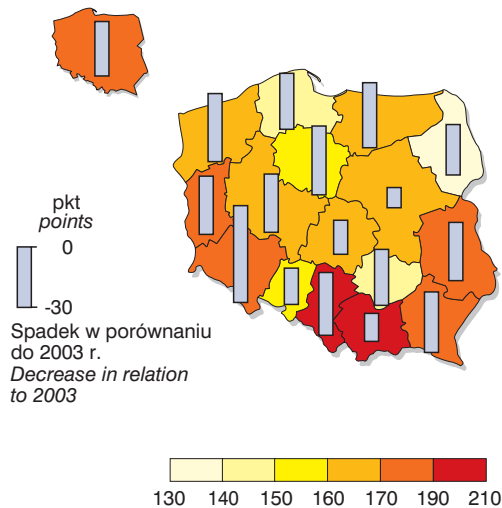 pkt
points
0
-30
Spadek w porównaniu
do 2003 r.
Decrease in relation
to 2003
130 140 150 160 170 190 210